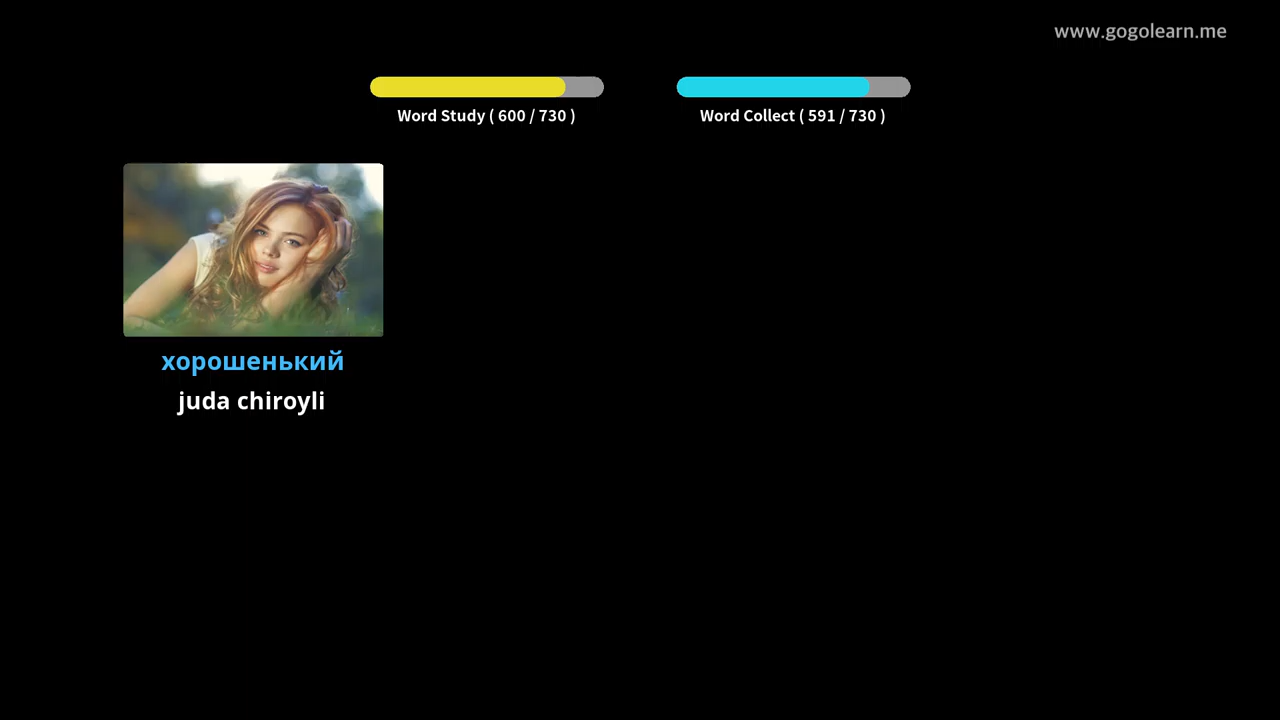 www.gogolearn.me
Word Study ( 600 / 730 )
Word Collect ( 591 / 730 )
хорошенький
juda chiroyli